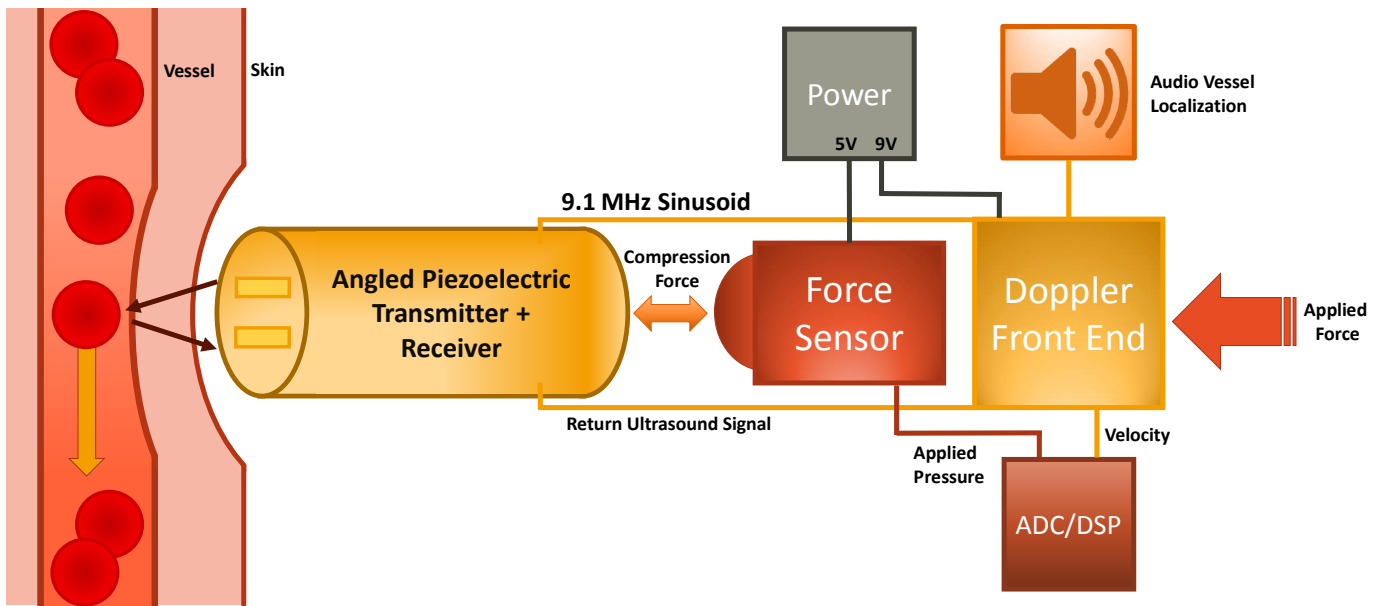 Vessel
Skin
Power
5V 9V
Audio Vessel
Localization
9.1 MHz Sinusoid
Angled Piezoelectric
Transmitter +
Receiver
Compression
Force
Force
Sensor
Doppler
Front End
Applied
Force
Return Ultrasound Signal
Applied
Pressure
Velocity
ADC/DSP